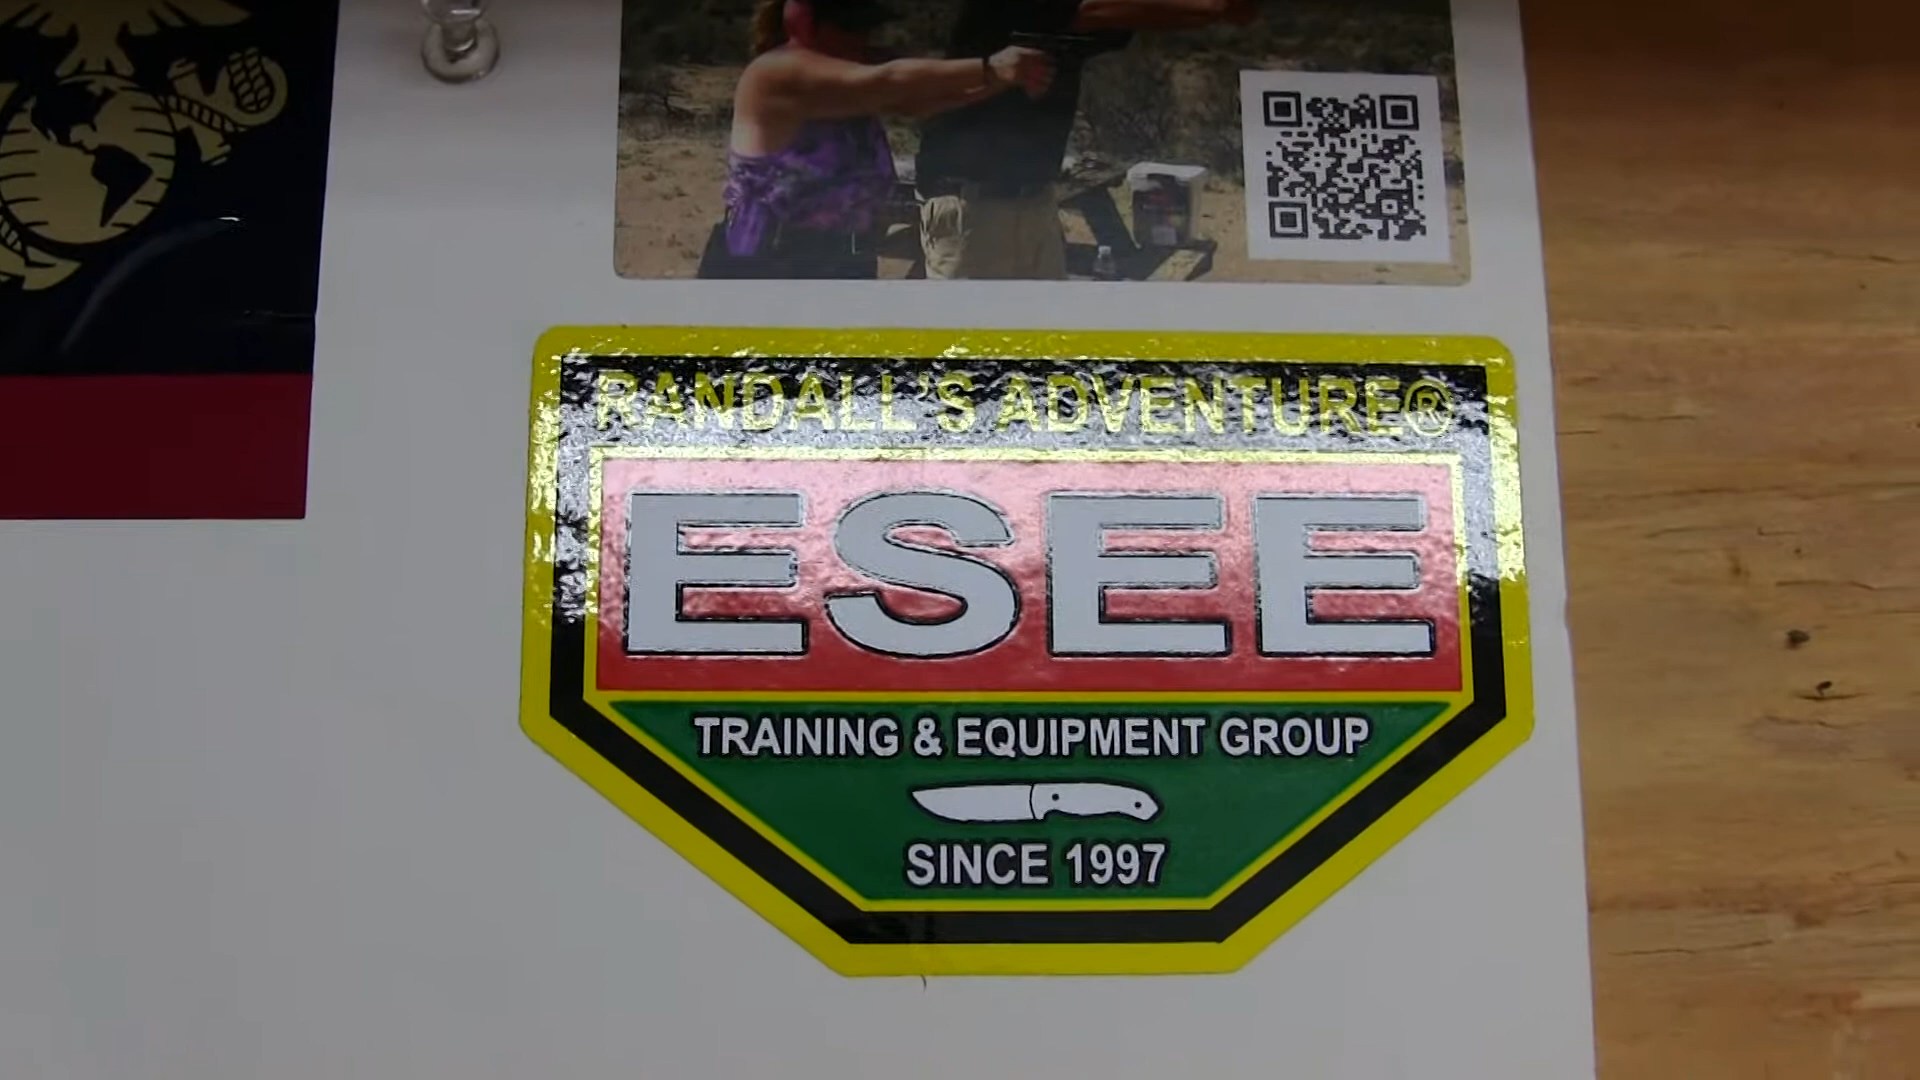 RANDALL'S ADVENTURE®
ESEE
TRAINING & EQUIPMENT GROUP
SINCE 1997